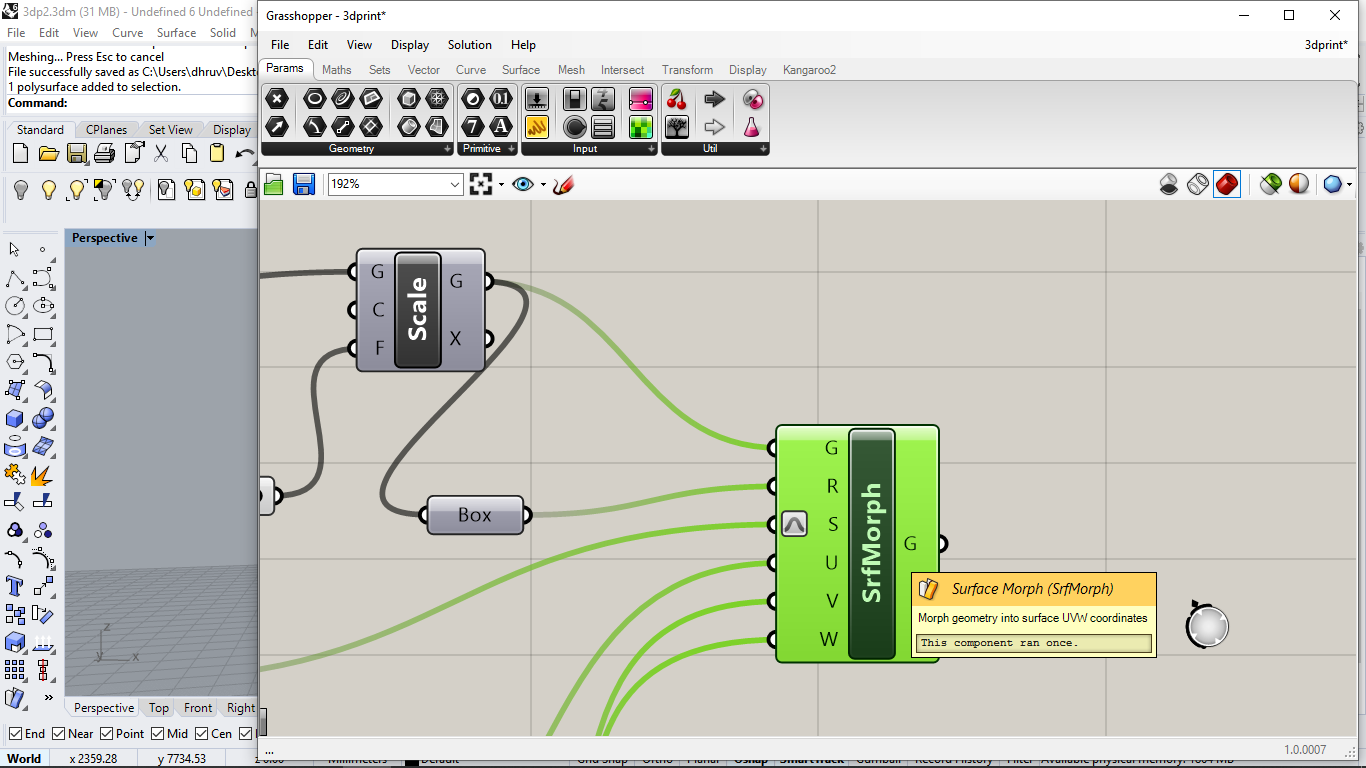 3dp2.3dm (31 MB) - Undefined 6 Undefined
File Edit View Curve Surface Solid
Meshing... Press Esc to cancel
File successfully saved as C:\Users\dhruv\Deskt
1 polysurface added to selection.
Command:
Standard CPlanes Set View Display
Perspective
z
y
x
Perspective Top Front Right
End Near Point Mid Cen
World x 2359.28 y 7734.53
Grasshopper - 3dprint*
File Edit View Display Solution Help
3dprint*
Params Maths Sets Vector Curve Surface Mesh Intersect Transform Display Kangaroo2
0.1
7 A
Geometry Primitive Input Util
192%
G
C
F
Scale
G
X
Box
G
R
S
U
V
W
SrfMorph
G
Surface Morph (SrfMorph)
Morph geometry into surface UVW coordinates
This component ran once.
...
1.0.0007